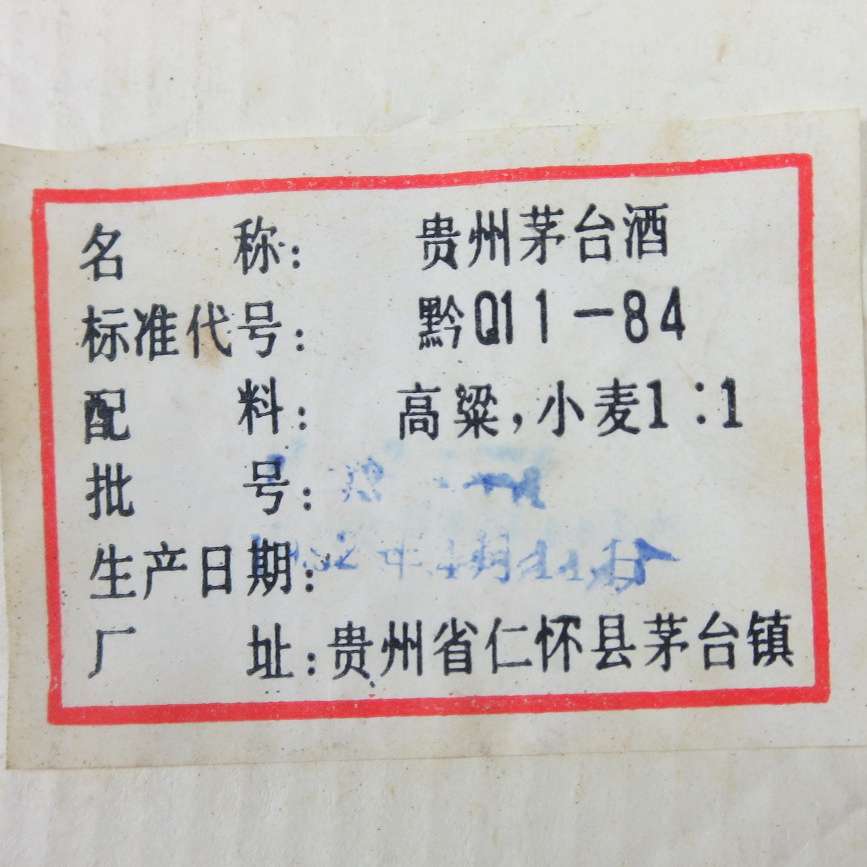 名 称： 贵州茅台酒
标准代号： 黔Q11－84
配 料： 高粱，小麦1：1
批 号：
生产日期：
厂 址：贵州省仁怀县茅台镇